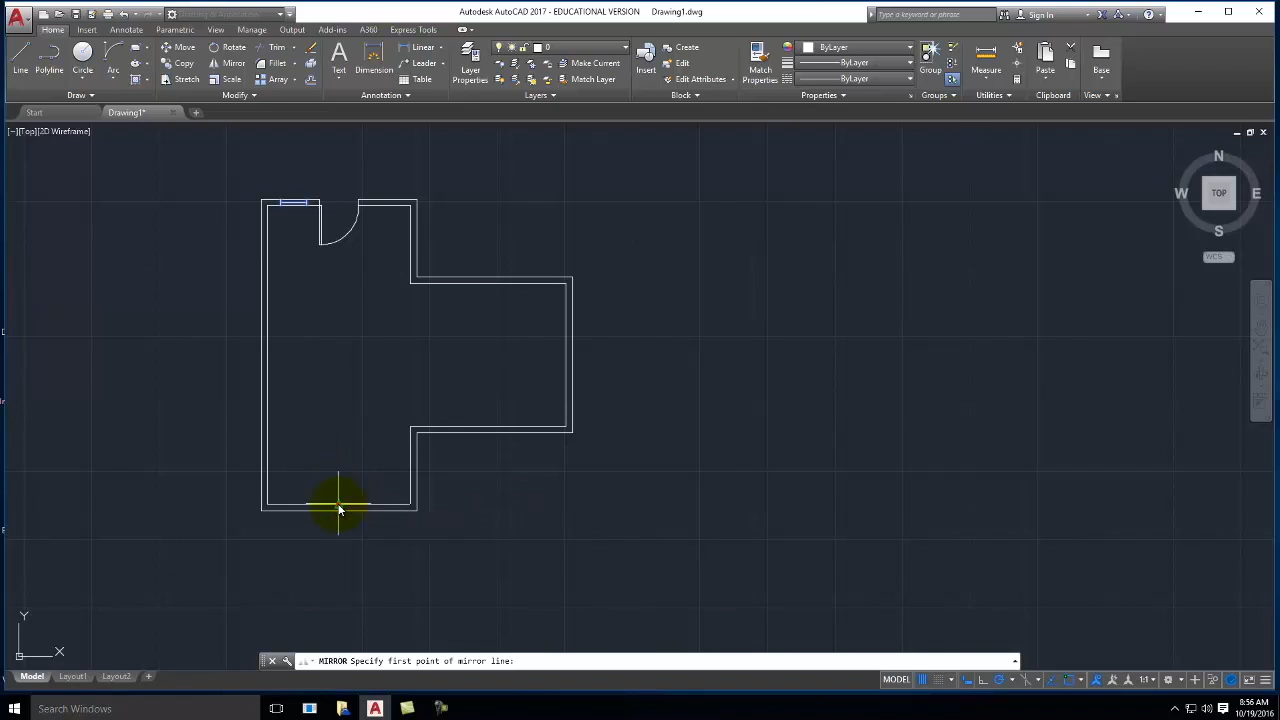 Autodesk AutoCAD 2017 - EDUCATIONAL VERSION Drawing1.dwg
Type a keyword or phrase
Sign In
Home Insert Annotate Parametric View Manage Output Add-ins A360 Express Tools
Line Polyline Circle Arc
Move Rotate Trim
Copy Mirror Fillet
Stretch Scale Array
Text Dimension
Linear
Leader
Table
Layer Properties
0
Make Current
Match Layer
Insert
Create
Edit
Edit Attributes
Match Properties
ByLayer
ByLayer
ByLayer
Group
Measure
Paste
Base
Draw Modify Annotation Layers Block Properties Groups Utilities Clipboard View
Start Drawing1*
[−][Top][2D Wireframe]
N
W TOP E
S
WCS
Y
X
MIRROR Specify first point of mirror line:
Model Layout1 Layout2
MODEL 1:1
Search Windows
8:56 AM
10/19/2016